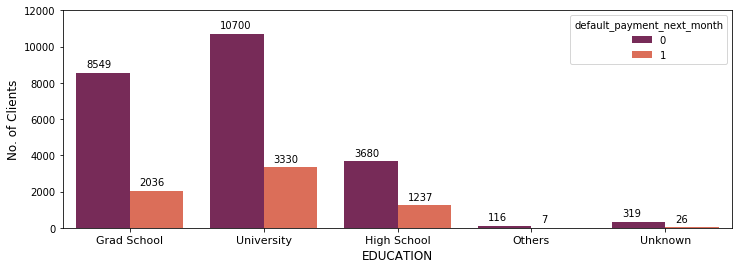 12000
10000
8000
6000
4000
2000
0
No. of Clients
8549
2036
10700
3330
3680
1237
116
7
319
26
default_payment_next_month
0
1
Grad School
University
High School
Others
Unknown
EDUCATION